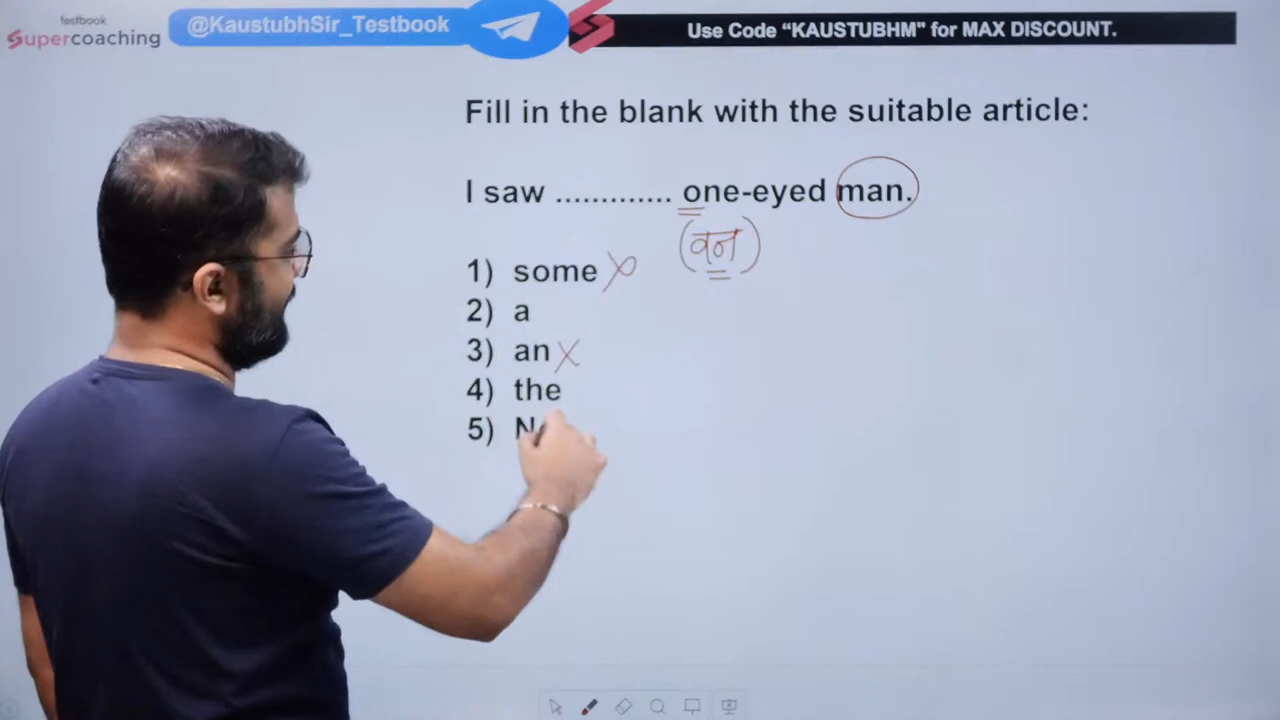 testbook
Supercoaching
@KaustubhSir_Testbook
Use Code “KAUSTUBHM” for MAX DISCOUNT.
Fill in the blank with the suitable article:
I saw ............. one-eyed man.
(वन)
1) some
2) a
3) an
4) the
5)